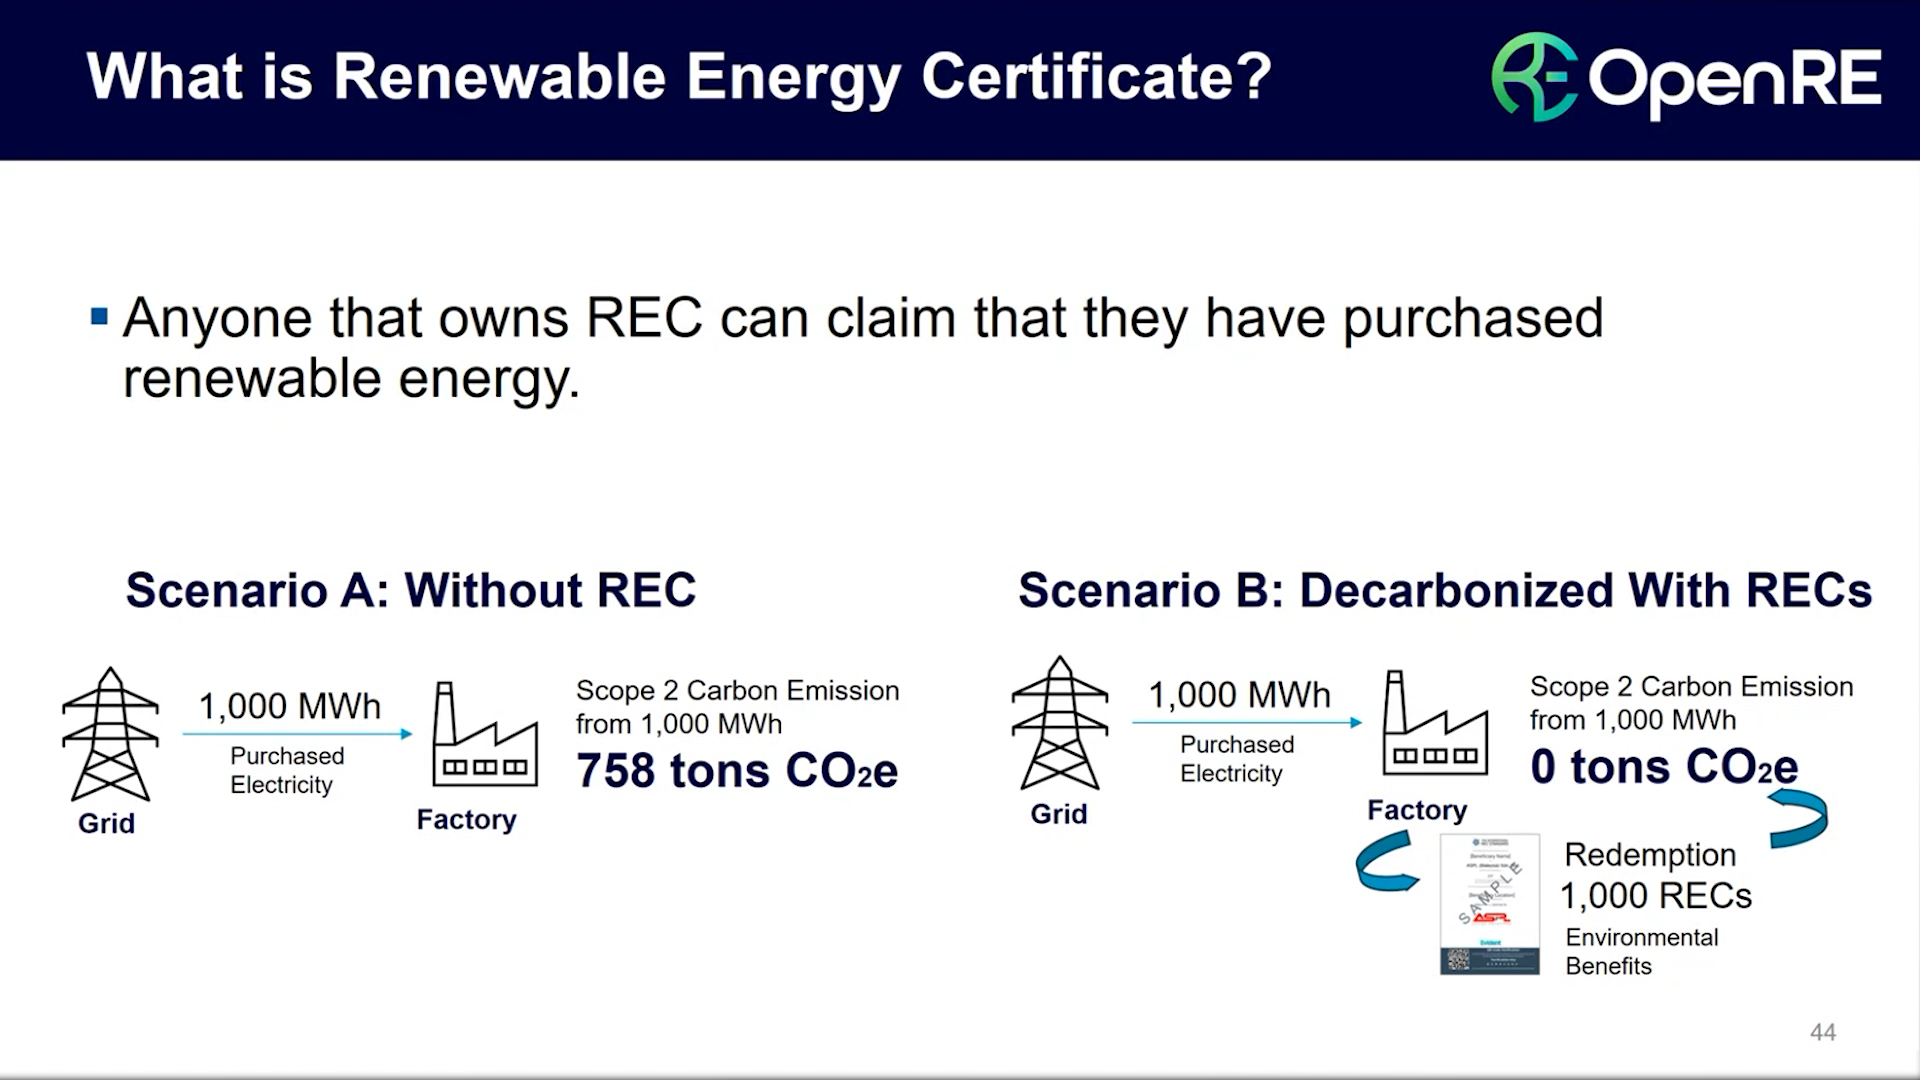 What is Renewable Energy Certificate?
OpenRE
▪ Anyone that owns REC can claim that they have purchased
renewable energy.
Scenario A: Without REC
1,000 MWh
Purchased
Electricity
Grid
Factory
Scope 2 Carbon Emission
from 1,000 MWh
758 tons CO2e
Scenario B: Decarbonized With RECs
1,000 MWh
Purchased
Electricity
Grid
Factory
Scope 2 Carbon Emission
from 1,000 MWh
0 tons CO2e
SAMPLE
Evident
Redemption
1,000 RECs
Environmental
Benefits
44